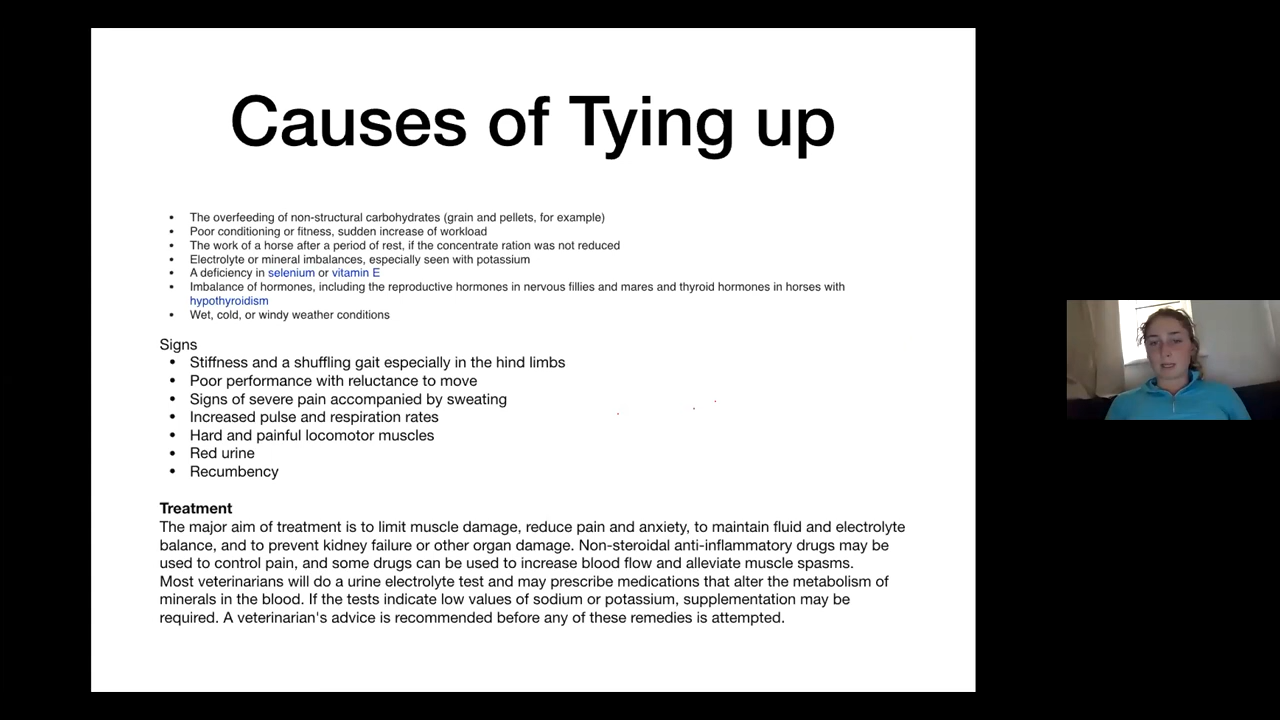 Causes of Tying up
• The overfeeding of non-structural carbohydrates (grain and pellets, for example)
• Poor conditioning or fitness, sudden increase of workload
• The work of a horse after a period of rest, if the concentrate ration was not reduced
• Electrolyte or mineral imbalances, especially seen with potassium
• A deficiency in selenium or vitamin E
• Imbalance of hormones, including the reproductive hormones in nervous fillies and mares and thyroid hormones in horses with
hypothyroidism
• Wet, cold, or windy weather conditions
Signs
• Stiffness and a shuffling gait especially in the hind limbs
• Poor performance with reluctance to move
• Signs of severe pain accompanied by sweating
• Increased pulse and respiration rates
• Hard and painful locomotor muscles
• Red urine
• Recumbency
Treatment
The major aim of treatment is to limit muscle damage, reduce pain and anxiety, to maintain fluid and electrolyte
balance, and to prevent kidney failure or other organ damage. Non-steroidal anti-inflammatory drugs may be
used to control pain, and some drugs can be used to increase blood flow and alleviate muscle spasms.
Most veterinarians will do a urine electrolyte test and may prescribe medications that alter the metabolism of
minerals in the blood. If the tests indicate low values of sodium or potassium, supplementation may be
required. A veterinarian's advice is recommended before any of these remedies is attempted.